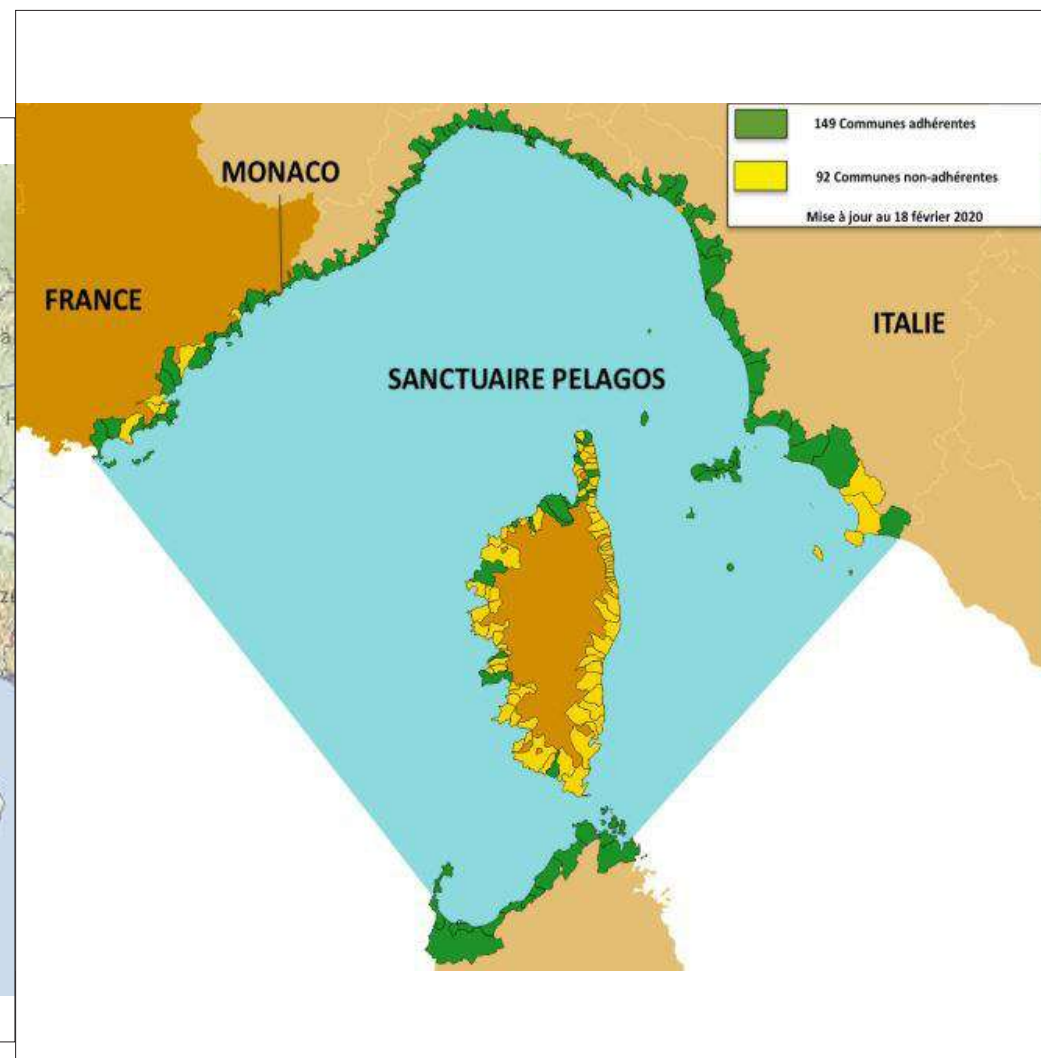 149 Communes adhérentes
92 Communes non-adhérentes
Mise à jour au 18 février 2020
MONACO
FRANCE
ITALIE
SANCTUAIRE PELAGOS